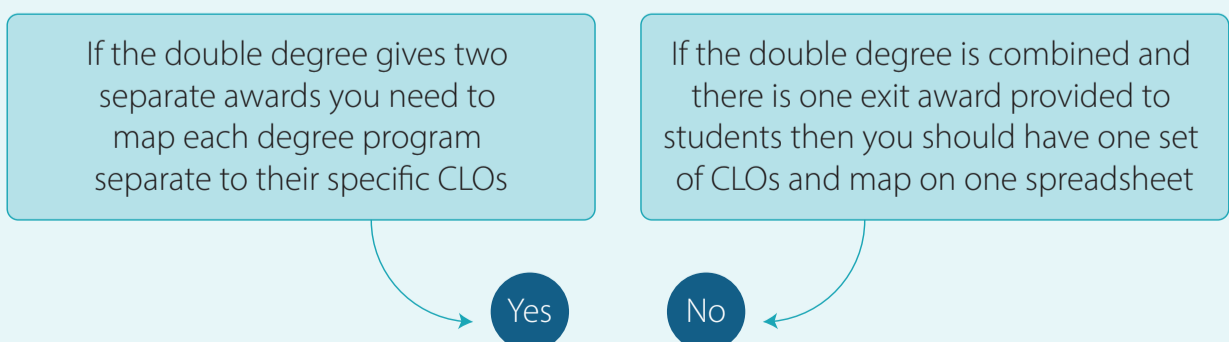 If the double degree gives two
separate awards you need to
map each degree program
separate to their specific CLOs
If the double degree is combined and
there is one exit award provided to
students then you should have one set
of CLOs and map on one spreadsheet
Yes
No